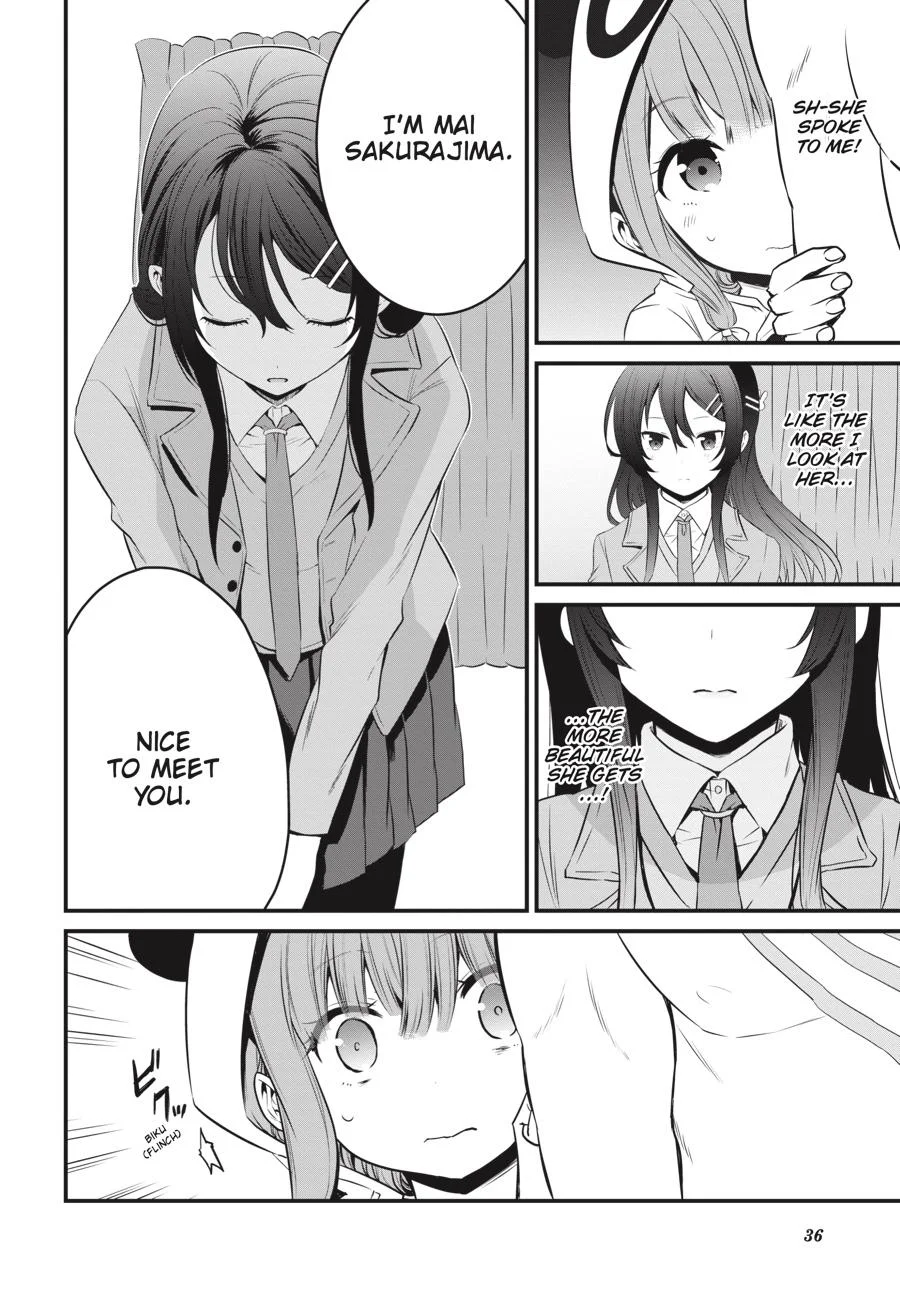 SH-SHE
SPOKE
TO ME!
IT'S
LIKE THE
MORE I
LOOK AT
HER...
...THE
MORE
BEAUTIFUL
SHE GETS
...!
I'M MAI
SAKURAJIMA.
NICE
TO MEET
YOU.
ビクッ
BIKU
(FLINCH)
36